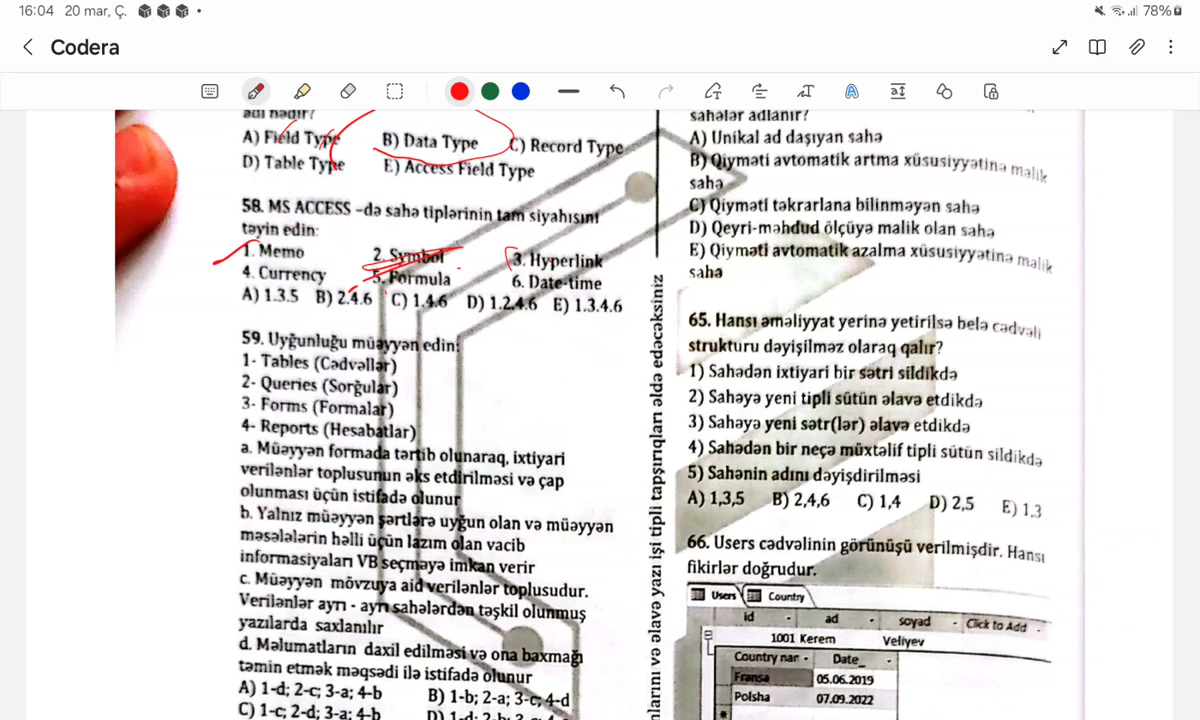 16:04 20 mar, Ç.
78%
Codera
adı nədir?
A) Field Type B) Data Type C) Record Type
D) Table Type E) Access Field Type
58. MS ACCESS –də sahə tiplərinin tam siyahısını
təyin edin:
1. Memo 2. Symbol 3. Hyperlink
4. Currency 5. Formula 6. Date-time
A) 1.3.5 B) 2.4.6 C) 1.4.6 D) 1.2.4.6 E) 1.3.4.6
59. Uyğunluğu müəyyən edin:
1- Tables (Cədvəllər)
2- Queries (Sorğular)
3- Forms (Formalar)
4- Reports (Hesabatlar)
a. Müəyyən formada tərtib olunaraq, ixtiyari
verilənlər toplusunun əks etdirilməsi və çap
olunması üçün istifadə olunur
b. Yalnız müəyyən şərtlərə uyğun olan və müəyyən
məsələlərin həlli üçün lazım olan vacib
informasiyaları VB seçməyə imkan verir
c. Müəyyən mövzuya aid verilənlər toplusudur.
Verilənlər ayrı - ayrı sahələrdən təşkil olunmuş
yazılarda saxlanılır
d. Məlumatların daxil edilməsi və ona baxmağı
təmin etmək məqsədi ilə istifadə olunur
A) 1-d; 2-c; 3-a; 4-b B) 1-b; 2-a; 3-c; 4-d
C) 1-c; 2-d; 3-a; 4-b D) 1-d; 2-b; 3
və əlavə yazı işi tipli tapşırıqları əldə edəcəksiniz
sahələr adlanır?
A) Unikal ad daşıyan sahə
B) Qiyməti avtomatik artma xüsusiyyətinə malik
sahə
C) Qiyməti təkrarlana bilinməyən sahə
D) Qeyri-məhdud ölçüyə malik olan sahə
E) Qiyməti avtomatik azalma xüsusiyyətinə malik
sahə
65. Hansı əməliyyat yerinə yetirilsə belə cədvəli
strukturu dəyişilməz olaraq qalır?
1) Sahədən ixtiyari bir sətri sildikdə
2) Sahəyə yeni tipli sütün əlavə etdikdə
3) Sahəyə yeni sətr(lər) əlavə etdikdə
4) Sahədən bir neçə müxtəlif tipli sütün sildikdə
5) Sahənin adını dəyişdirilməsi
A) 1,3,5 B) 2,4,6 C) 1,4 D) 2,5 E) 1,3
66. Users cədvəlinin görünüşü verilmişdir. Hansı
fikirlər doğrudur.
Users Country
id ad soyad Click to Add
1001 Kerem Veliyev
Country nar Date_
Fransa 05.06.2019
Polsha 07.09.2022